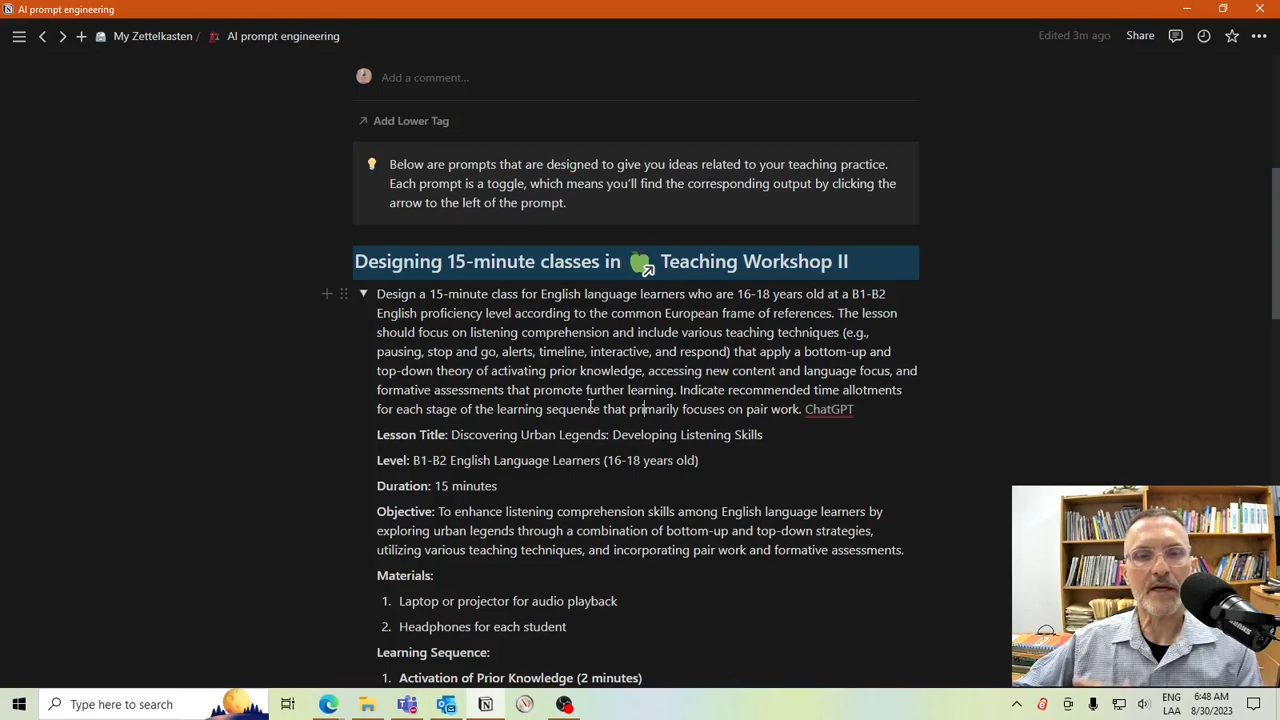 AI prompt engineering
My Zettelkasten / AI prompt engineering
Edited 3m ago Share
Add a comment...
Add Lower Tag
Below are prompts that are designed to give you ideas related to your teaching practice.
Each prompt is a toggle, which means you'll find the corresponding output by clicking the
arrow to the left of the prompt.
Designing 15-minute classes in Teaching Workshop II
Design a 15-minute class for English language learners who are 16-18 years old at a B1-B2
English proficiency level according to the common European frame of references. The lesson
should focus on listening comprehension and include various teaching techniques (e.g.,
pausing, stop and go, alerts, timeline, interactive, and respond) that apply a bottom-up and
top-down theory of activating prior knowledge, accessing new content and language focus, and
formative assessments that promote further learning. Indicate recommended time allotments
for each stage of the learning sequence that primarily focuses on pair work. ChatGPT
Lesson Title: Discovering Urban Legends: Developing Listening Skills
Level: B1-B2 English Language Learners (16-18 years old)
Duration: 15 minutes
Objective: To enhance listening comprehension skills among English language learners by
exploring urban legends through a combination of bottom-up and top-down strategies,
utilizing various teaching techniques, and incorporating pair work and formative assessments.
Materials:
1. Laptop or projector for audio playback
2. Headphones for each student
Learning Sequence:
1. Activation of Prior Knowledge (2 minutes)
Type here to search
ENG
LAA
6:48 AM
8/30/2023